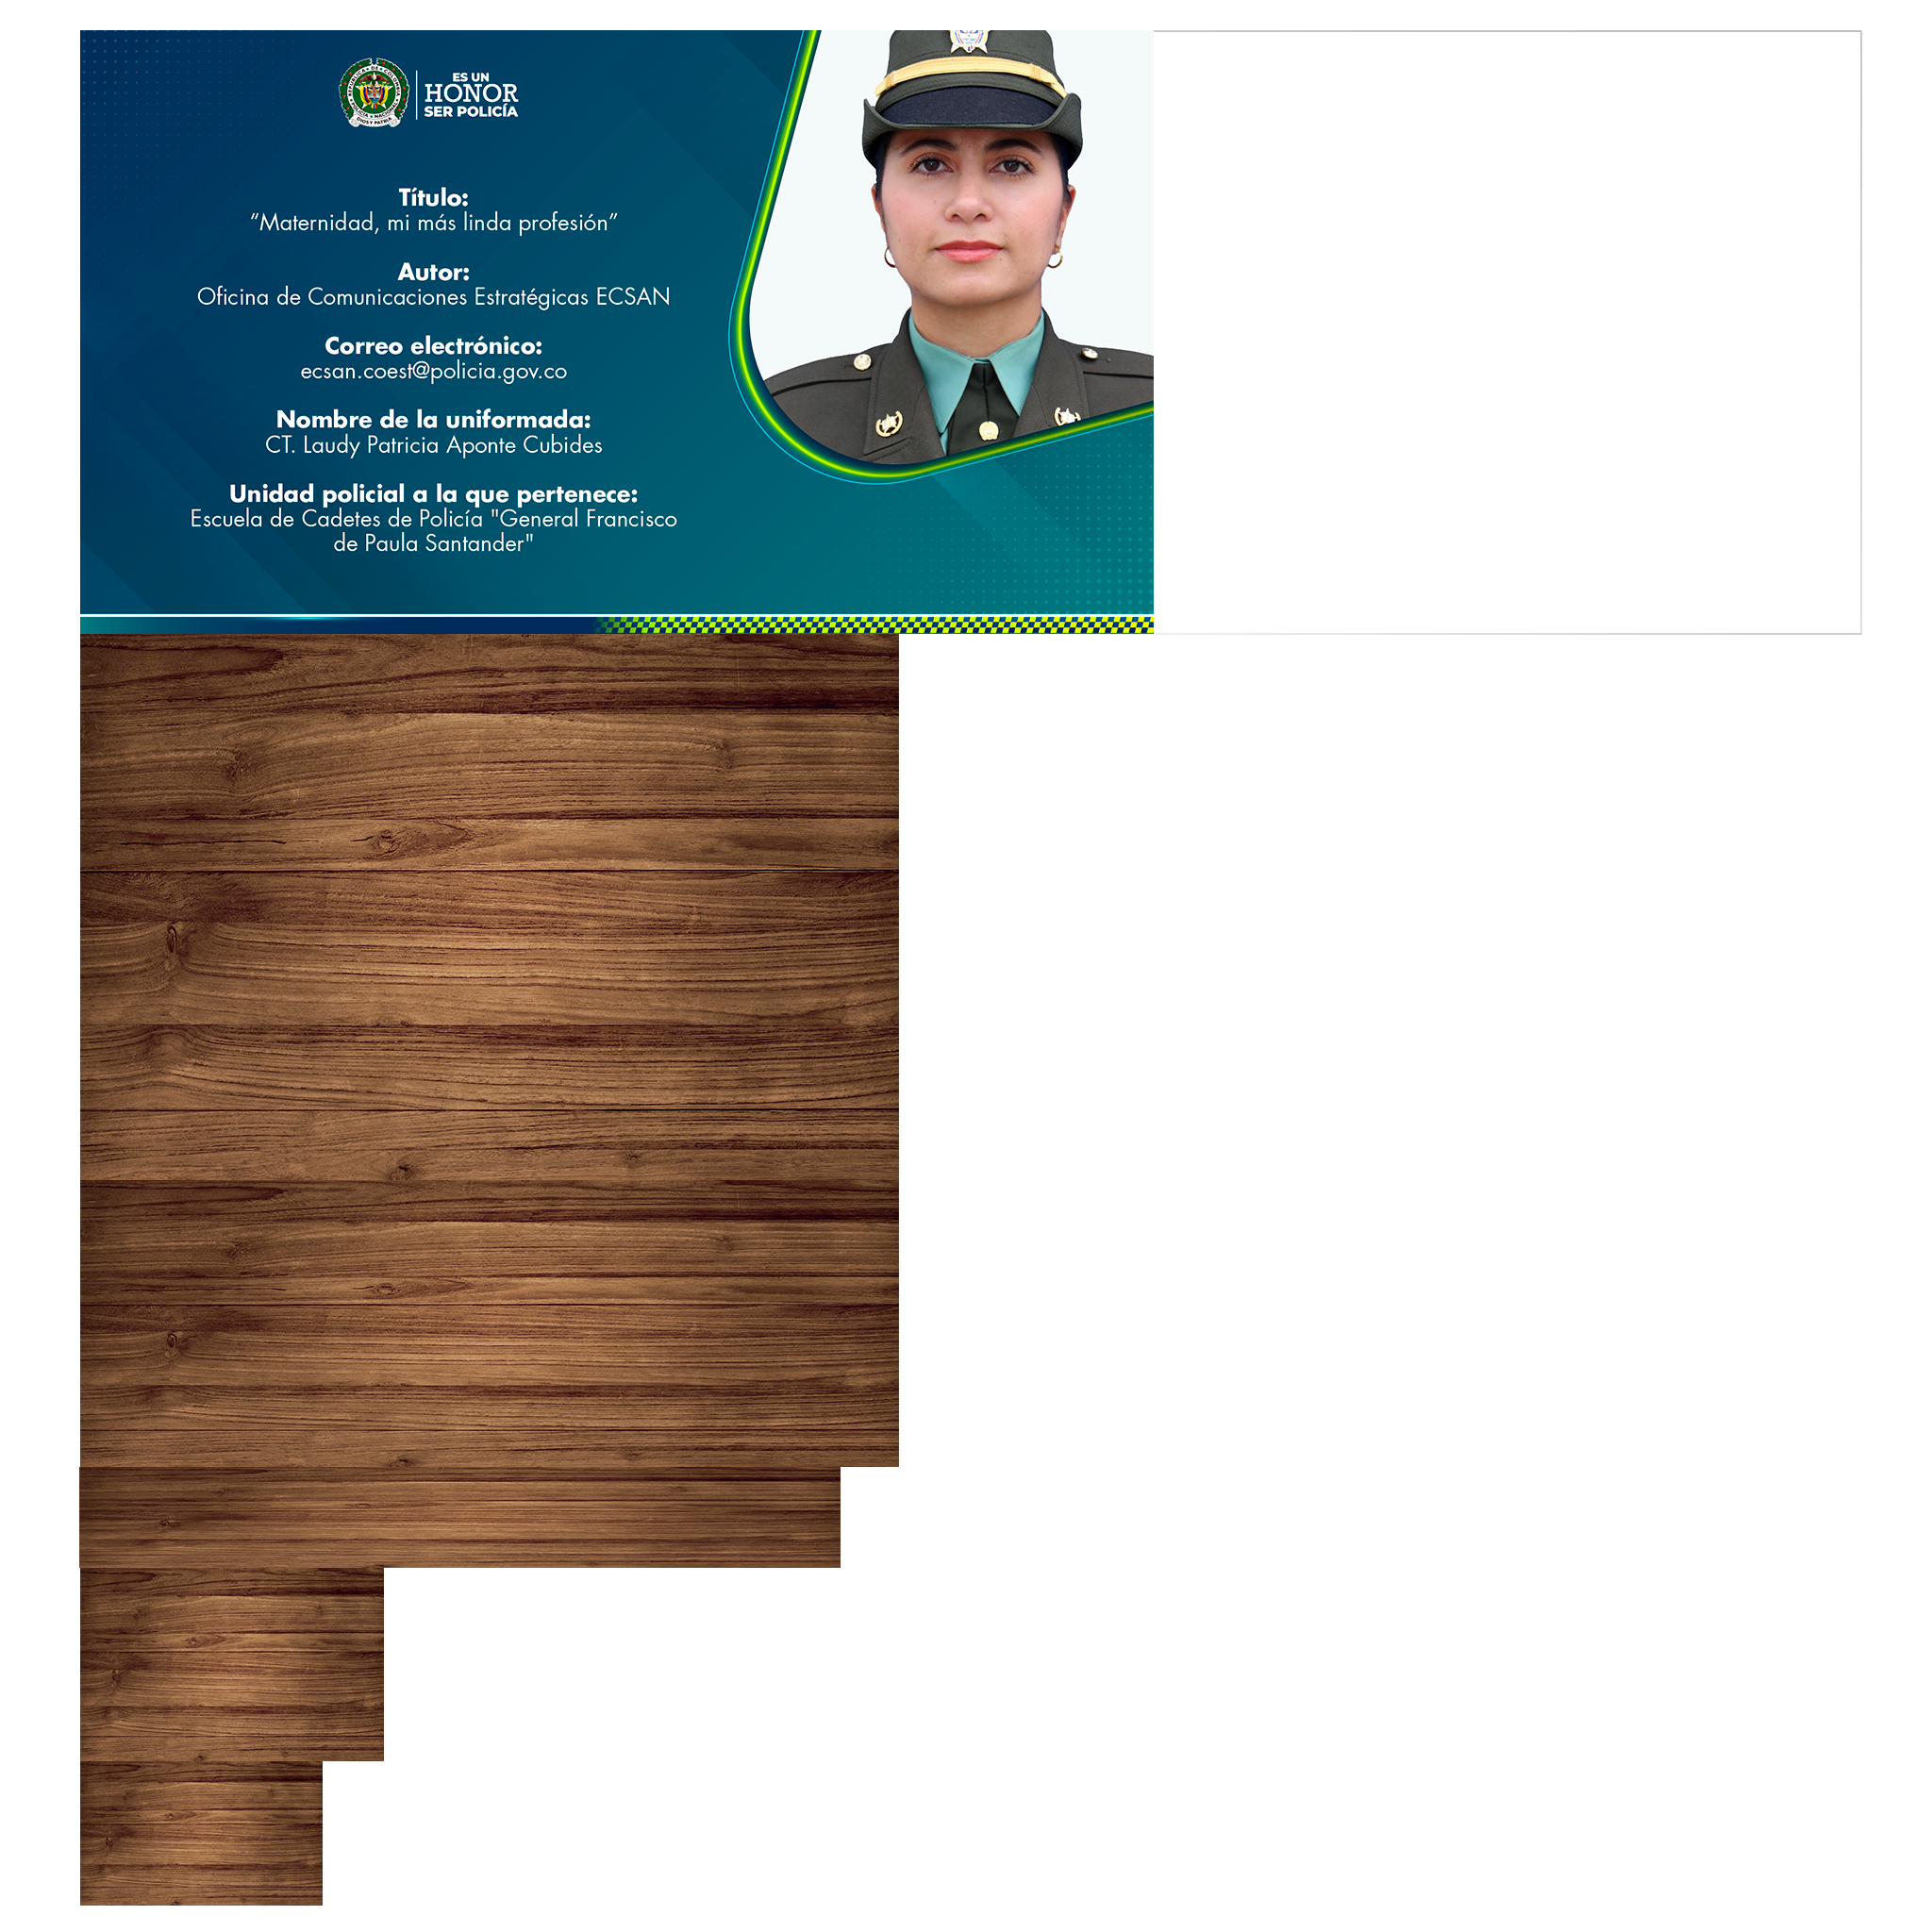 ES UN
HONOR
SER POLICÍA
Título:
“Maternidad, mi más linda profesión”
Autor:
Oficina de Comunicaciones Estratégicas ECSAN
Correo electrónico:
ecsan.coest@policia.gov.co
Nombre de la uniformada:
CT. Laudy Patricia Aponte Cubides
Unidad policial a la que pertenece:
Escuela de Cadetes de Policía "General Francisco
de Paula Santander"